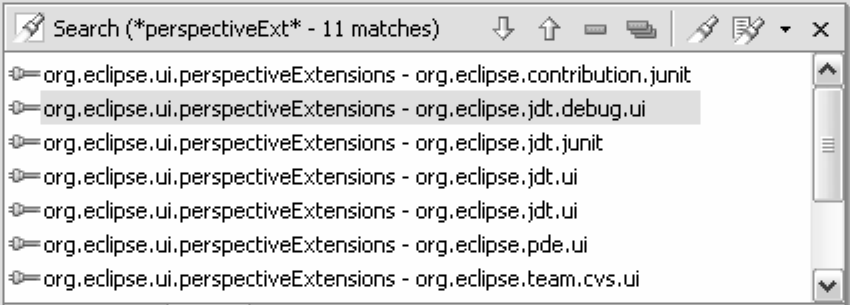 Search (*perspectiveExt* - 11 matches)
org.eclipse.ui.perspectiveExtensions - org.eclipse.contribution.junit
org.eclipse.ui.perspectiveExtensions - org.eclipse.jdt.debug.ui
org.eclipse.ui.perspectiveExtensions - org.eclipse.jdt.junit
org.eclipse.ui.perspectiveExtensions - org.eclipse.jdt.ui
org.eclipse.ui.perspectiveExtensions - org.eclipse.jdt.ui
org.eclipse.ui.perspectiveExtensions - org.eclipse.pde.ui
org.eclipse.ui.perspectiveExtensions - org.eclipse.team.cvs.ui